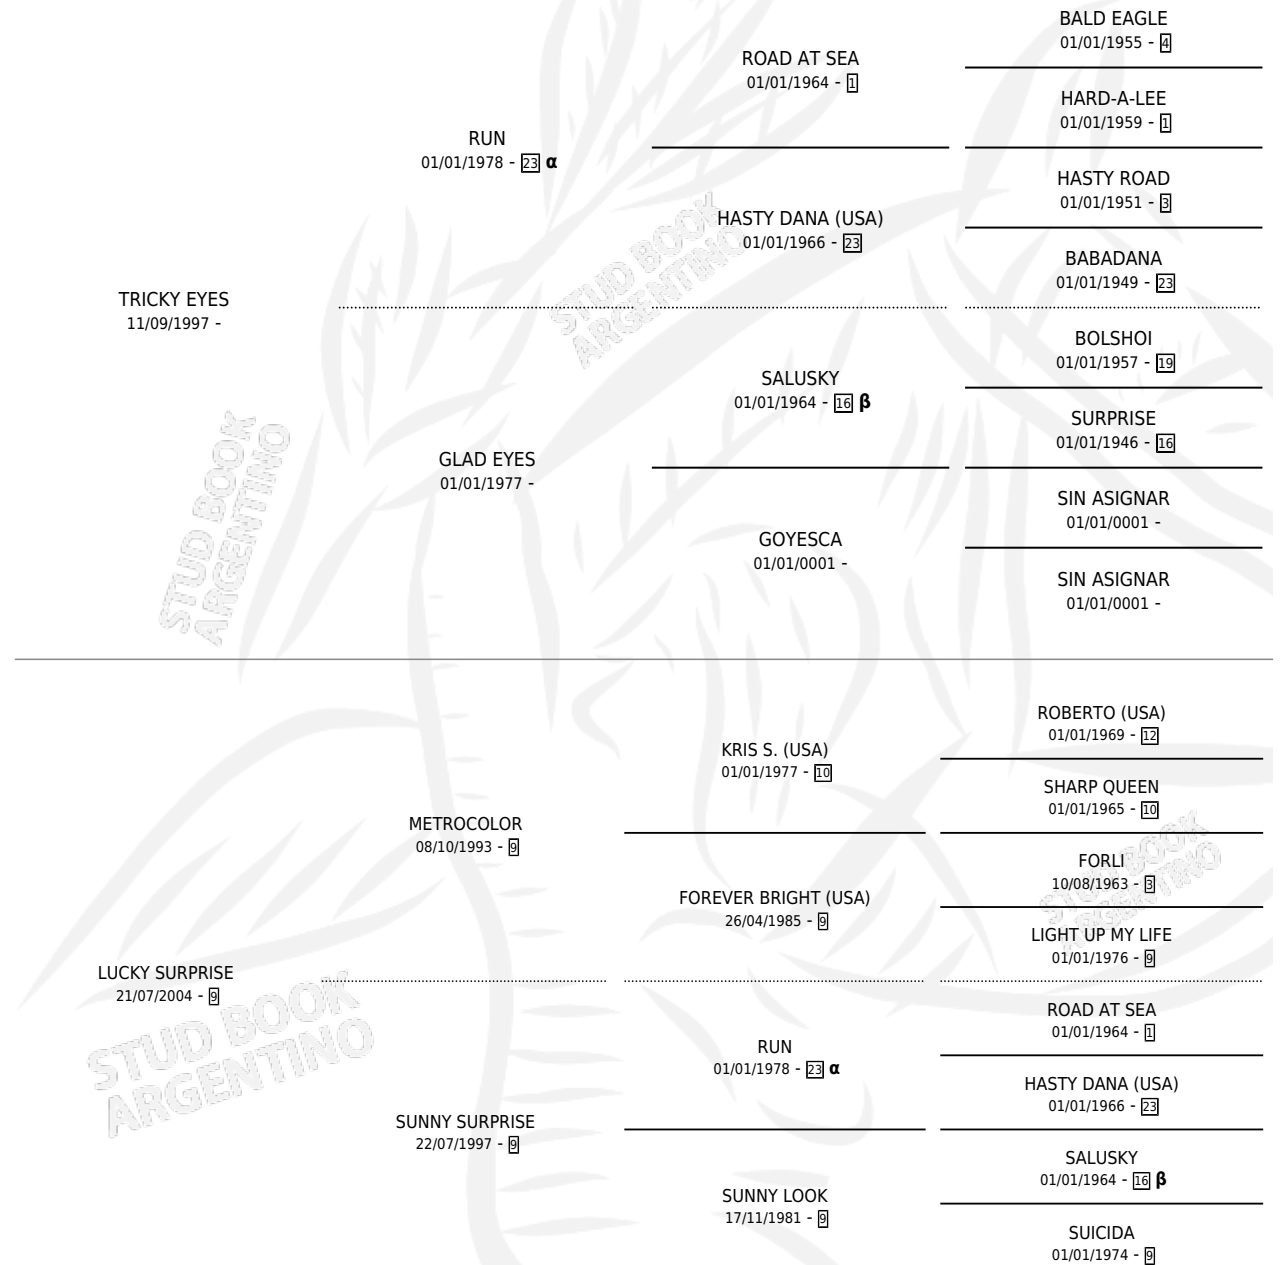 BALD EAGLE
01/01/1955 - 4
ROAD AT SEA
01/01/1964 - 1
HARD-A-LEE
01/01/1959 - 1
RUN
01/01/1978 - 23 α
HASTY ROAD
01/01/1951 - 3
HASTY DANA (USA)
01/01/1966 - 23
BABADANA
01/01/1949 - 23
TRICKY EYES
11/09/1997 -
BOLSHOI
01/01/1957 - 19
SALUSKY
01/01/1964 - 16 β
SURPRISE
01/01/1946 - 16
GLAD EYES
01/01/1977 -
SIN ASIGNAR
01/01/0001 -
GOYESCA
01/01/0001 -
SIN ASIGNAR
01/01/0001 -
ROBERTO (USA)
01/01/1969 - 12
KRIS S. (USA)
01/01/1977 - 10
SHARP QUEEN
01/01/1965 - 10
METROCOLOR
08/10/1993 - 9
FORLI
10/08/1963 - 3
FOREVER BRIGHT (USA)
26/04/1985 - 9
LIGHT UP MY LIFE
01/01/1976 - 9
LUCKY SURPRISE
21/07/2004 - 9
ROAD AT SEA
01/01/1964 - 1
RUN
01/01/1978 - 23 α
HASTY DANA (USA)
01/01/1966 - 23
SUNNY SURPRISE
22/07/1997 - 9
SALUSKY
01/01/1964 - 16 β
SUNNY LOOK
17/11/1981 - 9
SUICIDA
01/01/1974 - 9
STUD BOOK
ARGENTINO
STUD BOOK
ARGENTINO
STUD BOOK
ARGENTINO
STUD BOOK
ARGENTINO